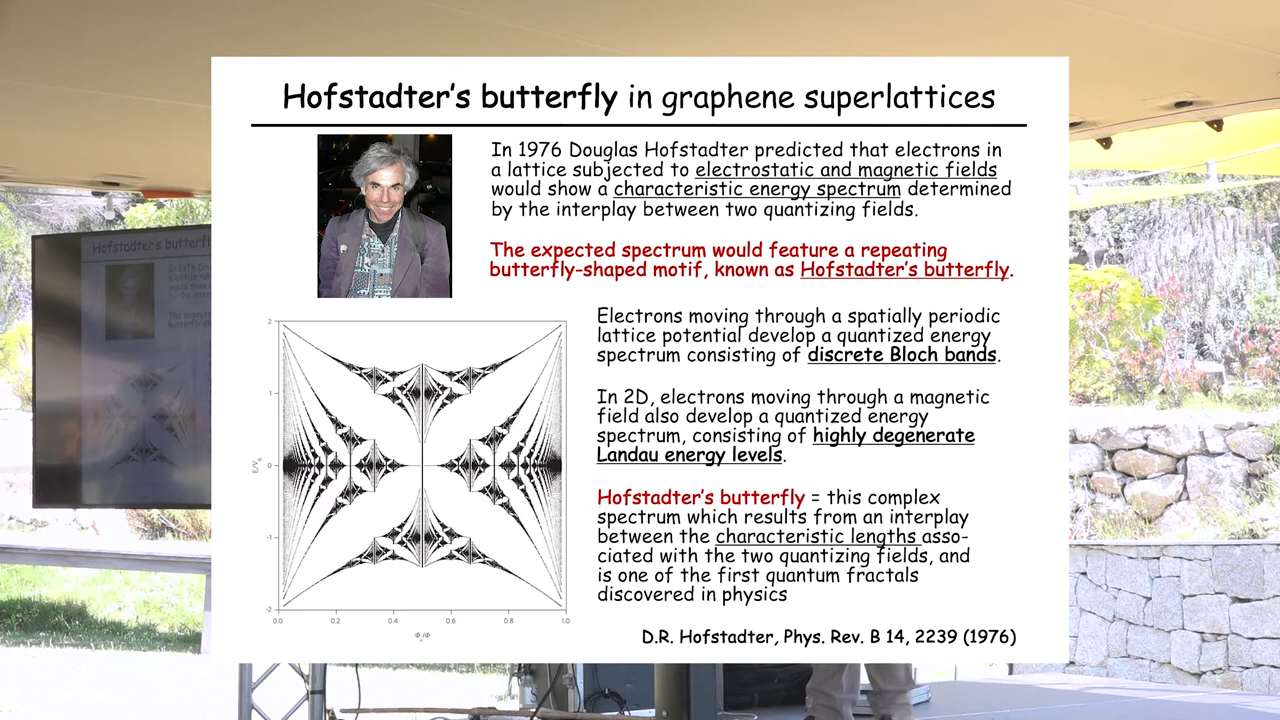 Hofstadter's butterfly in graphene superlattices
In 1976 Douglas Hofstadter predicted that electrons in
a lattice subjected to electrostatic and magnetic fields
would show a characteristic energy spectrum determined
by the interplay between two quantizing fields.
The expected spectrum would feature a repeating
butterfly-shaped motif, known as Hofstadter's butterfly.
Electrons moving through a spatially periodic
lattice potential develop a quantized energy
spectrum consisting of discrete Bloch bands.
In 2D, electrons moving through a magnetic
field also develop a quantized energy
spectrum, consisting of highly degenerate
Landau energy levels.
Hofstadter's butterfly = this complex
spectrum which results from an interplay
between the characteristic lengths asso-
ciated with the two quantizing fields, and
is one of the first quantum fractals
discovered in physics
D.R. Hofstadter, Phys. Rev. B 14, 2239 (1976)
2
1
0
-1
-2
0.0 0.2 0.4 0.6 0.8 1.0
Hofstadter's